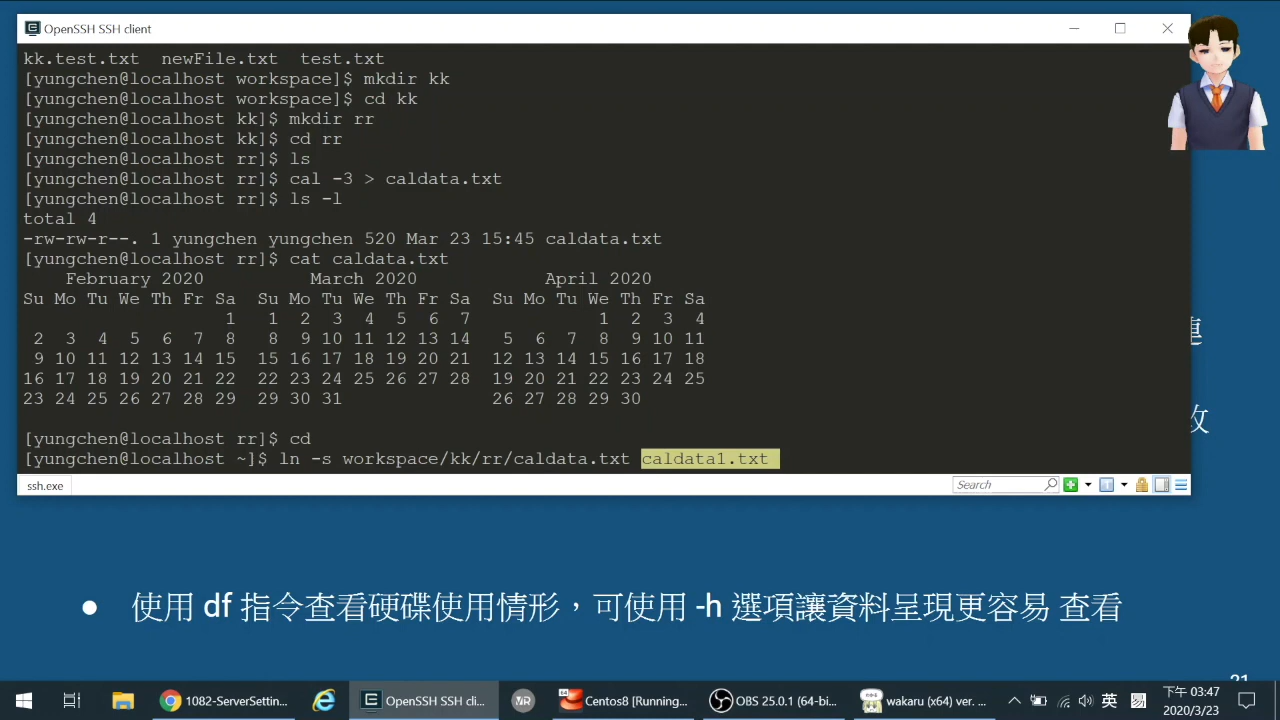 OpenSSH SSH client
kk.test.txt  newFile.txt  test.txt
[yungchen@localhost workspace]$ mkdir kk
[yungchen@localhost workspace]$ cd kk
[yungchen@localhost kk]$ mkdir rr
[yungchen@localhost kk]$ cd rr
[yungchen@localhost rr]$ ls
[yungchen@localhost rr]$ cal -3 > caldata.txt
[yungchen@localhost rr]$ ls -l
total 4
-rw-rw-r--. 1 yungchen yungchen 520 Mar 23 15:45 caldata.txt
[yungchen@localhost rr]$ cat caldata.txt
    February 2020          March 2020            April 2020
Su Mo Tu We Th Fr Sa  Su Mo Tu We Th Fr Sa  Su Mo Tu We Th Fr Sa
                   1   1  2  3  4  5  6  7            1  2  3  4
 2  3  4  5  6  7  8   8  9 10 11 12 13 14   5  6  7  8  9 10 11
 9 10 11 12 13 14 15  15 16 17 18 19 20 21  12 13 14 15 16 17 18
16 17 18 19 20 21 22  22 23 24 25 26 27 28  19 20 21 22 23 24 25
23 24 25 26 27 28 29  29 30 31              26 27 28 29 30
[yungchen@localhost rr]$ cd
[yungchen@localhost ~]$ ln -s workspace/kk/rr/caldata.txt caldata1.txt
ssh.exe
Search
● 使用 df 指令查看硬碟使用情形，可使用 -h 選項讓資料呈現更容易 查看
1082-ServerSettin...
OpenSSH SSH cli...
Centos8 [Running...
OBS 25.0.1 (64-bi...
wakaru (x64) ver. ...
英
下午 03:47
2020/3/23